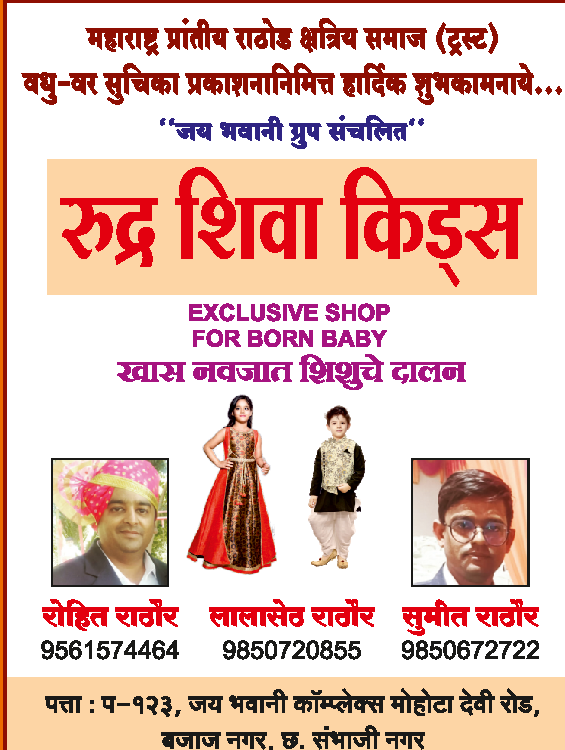 महाराष्ट्र प्रांतीय राठोड क्षत्रिय समाज (ट्रस्ट)
वधु-वर सुचिका प्रकाशनानिमित्त हार्दिक शुभकामनाये...
‘‘जय भवानी ग्रुप संचलित‘‘
रुद्र शिवा किड्स
EXCLUSIVE SHOP
FOR BORN BABY
खास नवजात शिशुचे दालन
रोहित राठौर लालासेठ राठौर सुमीत राठौर
9561574464 9850720855 9850672722
पत्ता : प-१२३, जय भवानी कॉम्प्लेक्स मोहोटा देवी रोड,
बजाज नगर, छ. संभाजी नगर